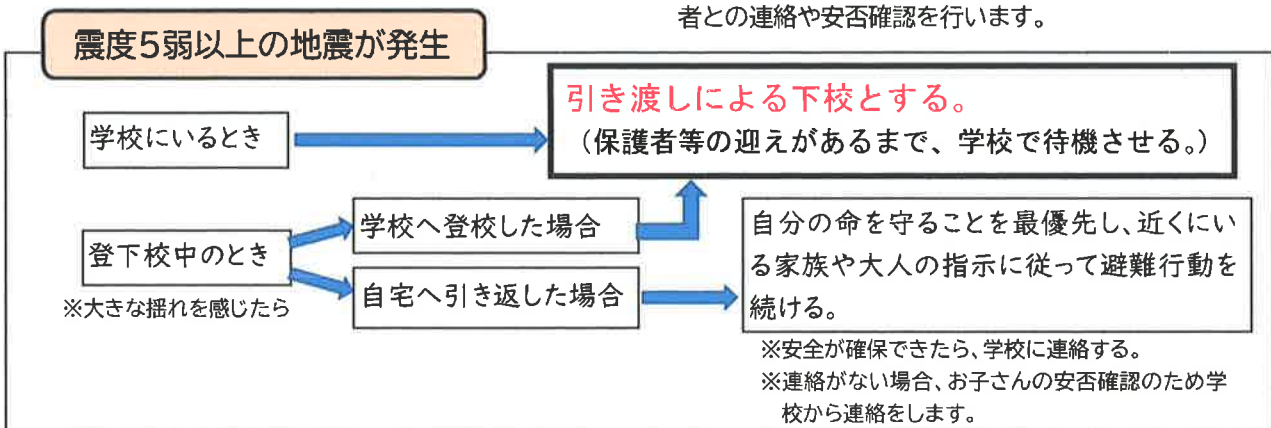 者との連絡や安否確認を行います。
震度5弱以上の地震が発生
学校にいるとき
引き渡しによる下校とする。
(保護者等の迎えがあるまで、学校で待機させる。)
登下校中のとき
※大きな揺れを感じたら
学校へ登校した場合
自宅へ引き返した場合
自分の命を守ることを最優先し、近くにい
る家族や大人の指示に従って避難行動を
続ける。
※安全が確保できたら、学校に連絡する。
※連絡がない場合、お子さんの安否確認のため学
校から連絡をします。